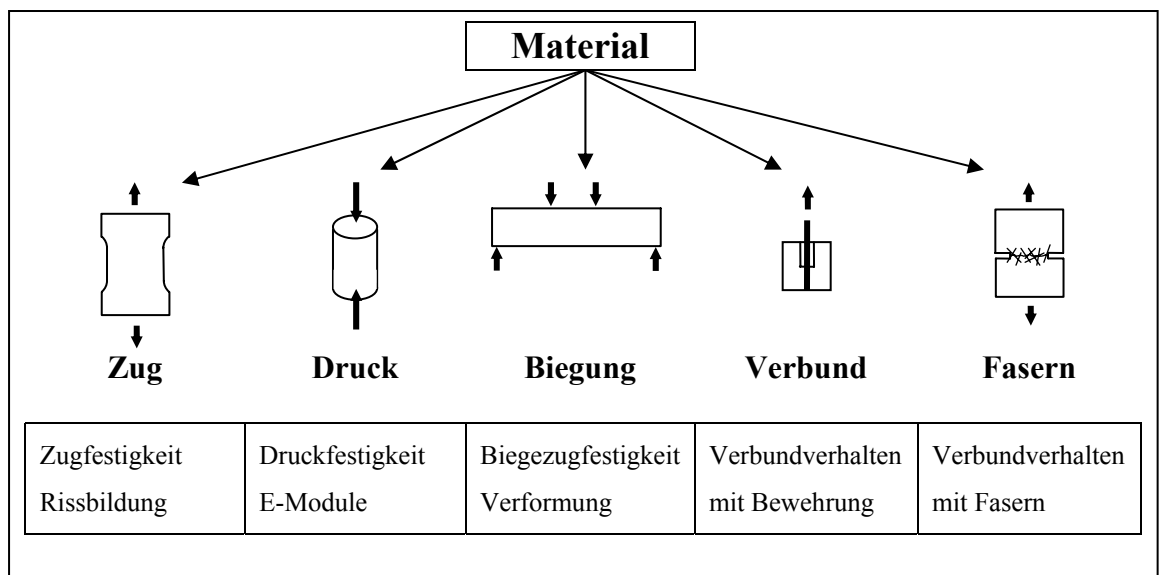 Material
Zug Druck Biegung Verbund Fasern
Zugfestigkeit Druckfestigkeit Biegezugfestigkeit Verbundverhalten Verbundverhalten
Rissbildung E-Module Verformung mit Bewehrung mit Fasern